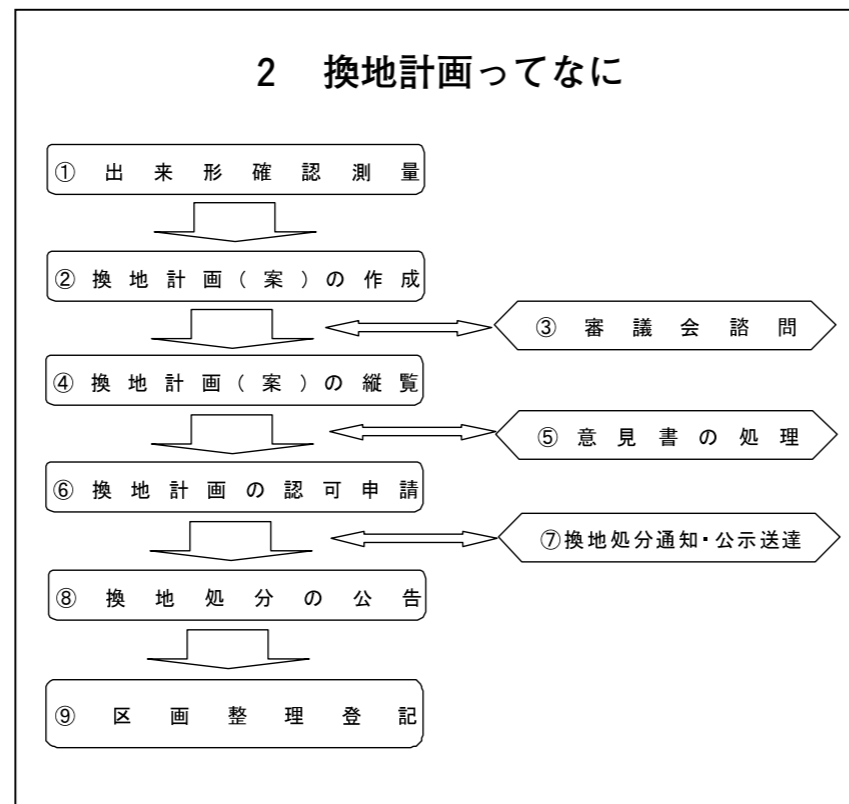 2 換地計画ってなに
①出来形確認測量
②換地計画(案)の作成
③審議会諮問
④換地計画(案)の縦覧
⑤意見書の処理
⑥換地計画の認可申請
⑦換地処分通知・公示送達
⑧換地処分の公告
⑨区画整理登記